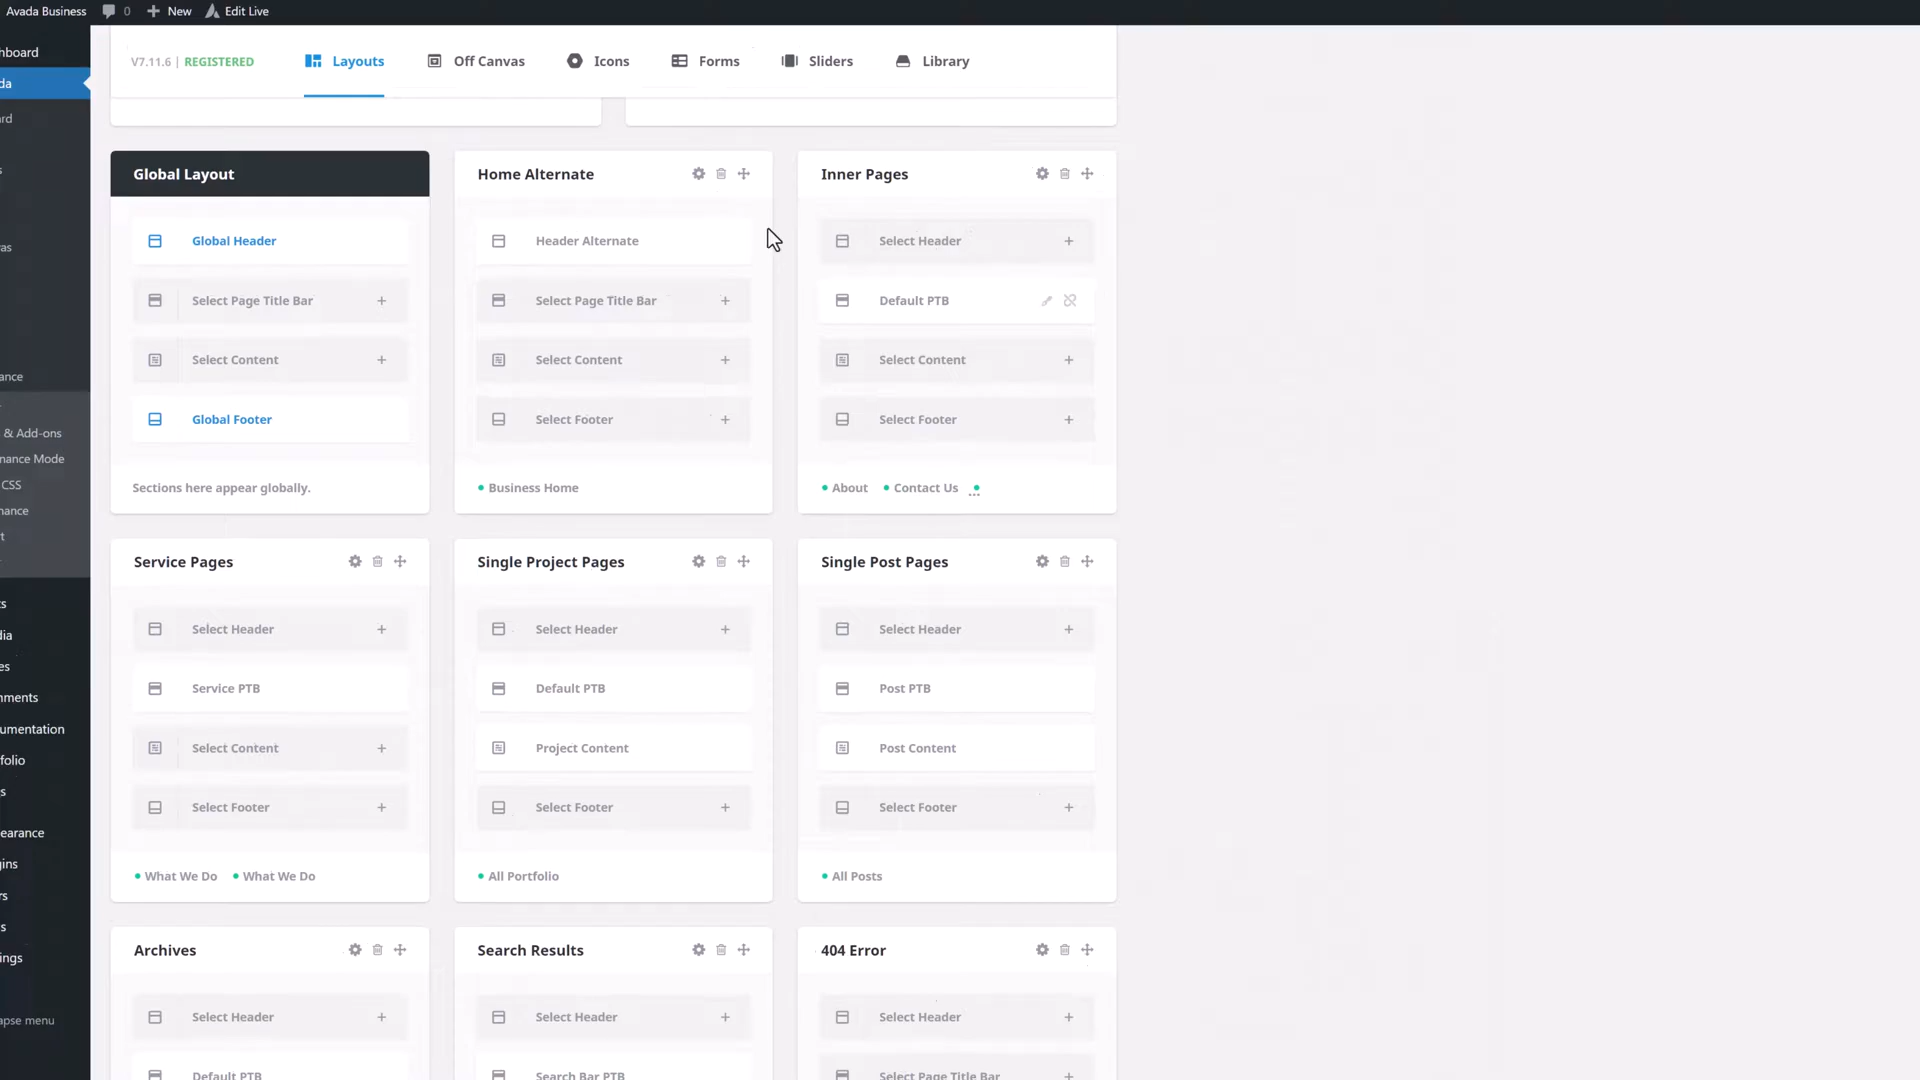 Avada Business 0 New Edit Live
V7.11.6 | REGISTERED Layouts Off Canvas Icons Forms Sliders Library
hboard
da
ard
s
as
ance
& Add-ons
nance Mode
CSS
nance
t
ts
dia
es
nments
umentation
folio
s
earance
gins
rs
s
ings
apse menu
Global Layout
Global Header
Select Page Title Bar +
Select Content +
Global Footer
Sections here appear globally.
Home Alternate
Header Alternate
Select Page Title Bar +
Select Content +
Select Footer +
Business Home
Inner Pages
Select Header +
Default PTB
Select Content +
Select Footer +
About Contact Us ...
Service Pages
Select Header +
Service PTB
Select Content +
Select Footer +
What We Do What We Do
Single Project Pages
Select Header +
Default PTB
Project Content
Select Footer +
All Portfolio
Single Post Pages
Select Header +
Post PTB
Post Content
Select Footer +
All Posts
Archives
Select Header +
Default PTB
Search Results
Select Header +
Search Bar PTB
404 Error
Select Header +
Select Page Title Bar +